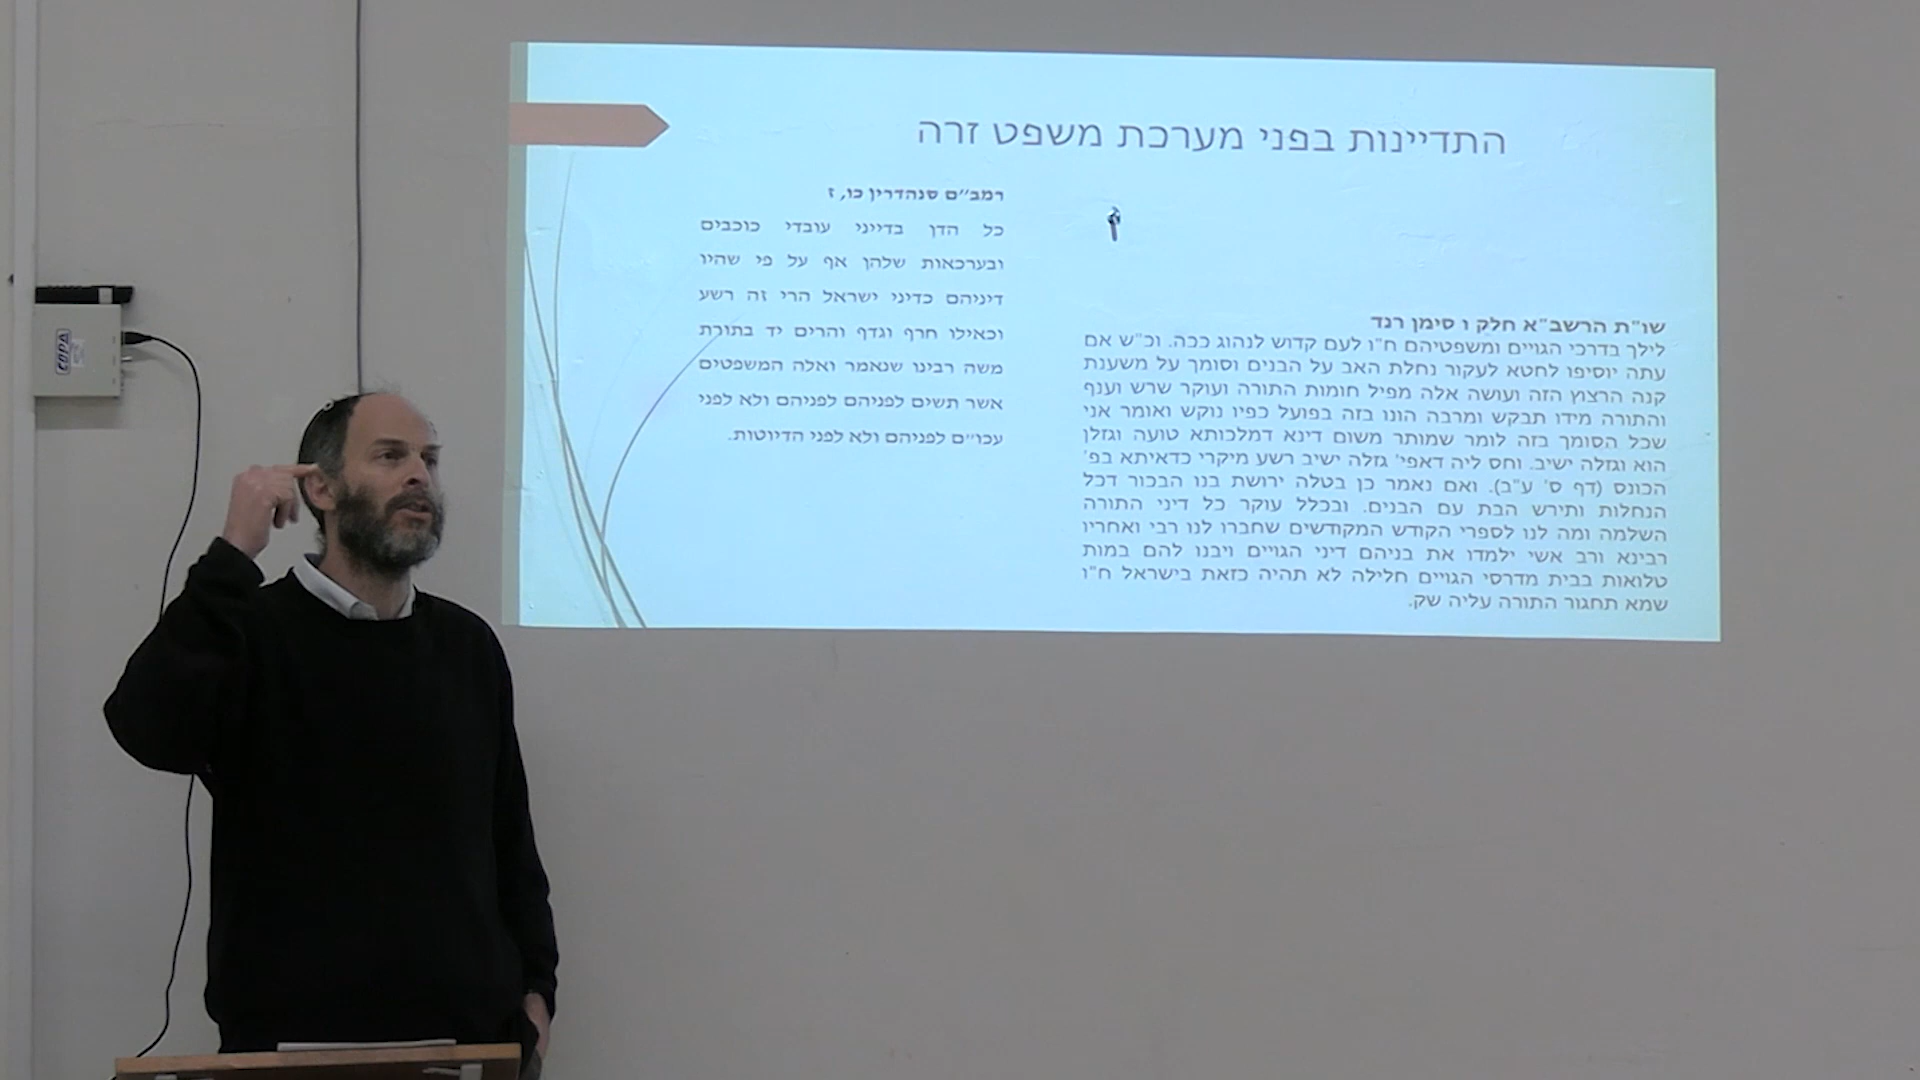 התדיינות בפני מערכת משפט זרה
שו"ת הרשב"א חלק ו סימן רנד
לילך בדרכי הגויים ומשפטיהם ח"ו לעם קדוש לנהוג ככה. וכ"ש אם
עתה יוסיפו לחטא לעקור נחלת האב על הבנים וסומך על משענת
קנה הרצוץ הזה ועושה אלה מפיל חומות התורה ועוקר שרש וענף
והתורה מידו תבקש ומרבה הונו בזה בפועל כפיו נוקש ואומר אני
שכל הסומך בזה לומר שמותר משום דינא דמלכותא טועה וגזלן
הוא וגזלה ישיב. וחס ליה דאפי' גזלה ישיב רשע מיקרי כדאיתא בפ'
הכונס (דף ס' ע"ב). ואם נאמר כן בטלה ירושת בנו הבכור דכל
הנחלות ותירש הבת עם הבנים. ובכלל עוקר כל דיני התורה
השלמה ומה לנו לספרי הקודש המקודשים שחברו לנו רבי ואחריו
רבינא ורב אשי ילמדו את בניהם דיני הגויים ויבנו להם במות
טלואות בבית מדרסי הגויים חלילה לא תהיה כזאת בישראל ח"ו
שמא תחגור התורה עליה שק.
רמב"ם סנהדרין כו, ז
כל הדן בדייני עובדי כוכבים
ובערכאות שלהן אף על פי שהיו
דיניהם כדיני ישראל הרי זה רשע
וכאילו חרף וגדף והרים יד בתורת
משה רבינו שנאמר ואלה המשפטים
אשר תשים לפניהם לפניהם ולא לפני
עכו"ם לפניהם ולא לפני הדיוטות.
COPA